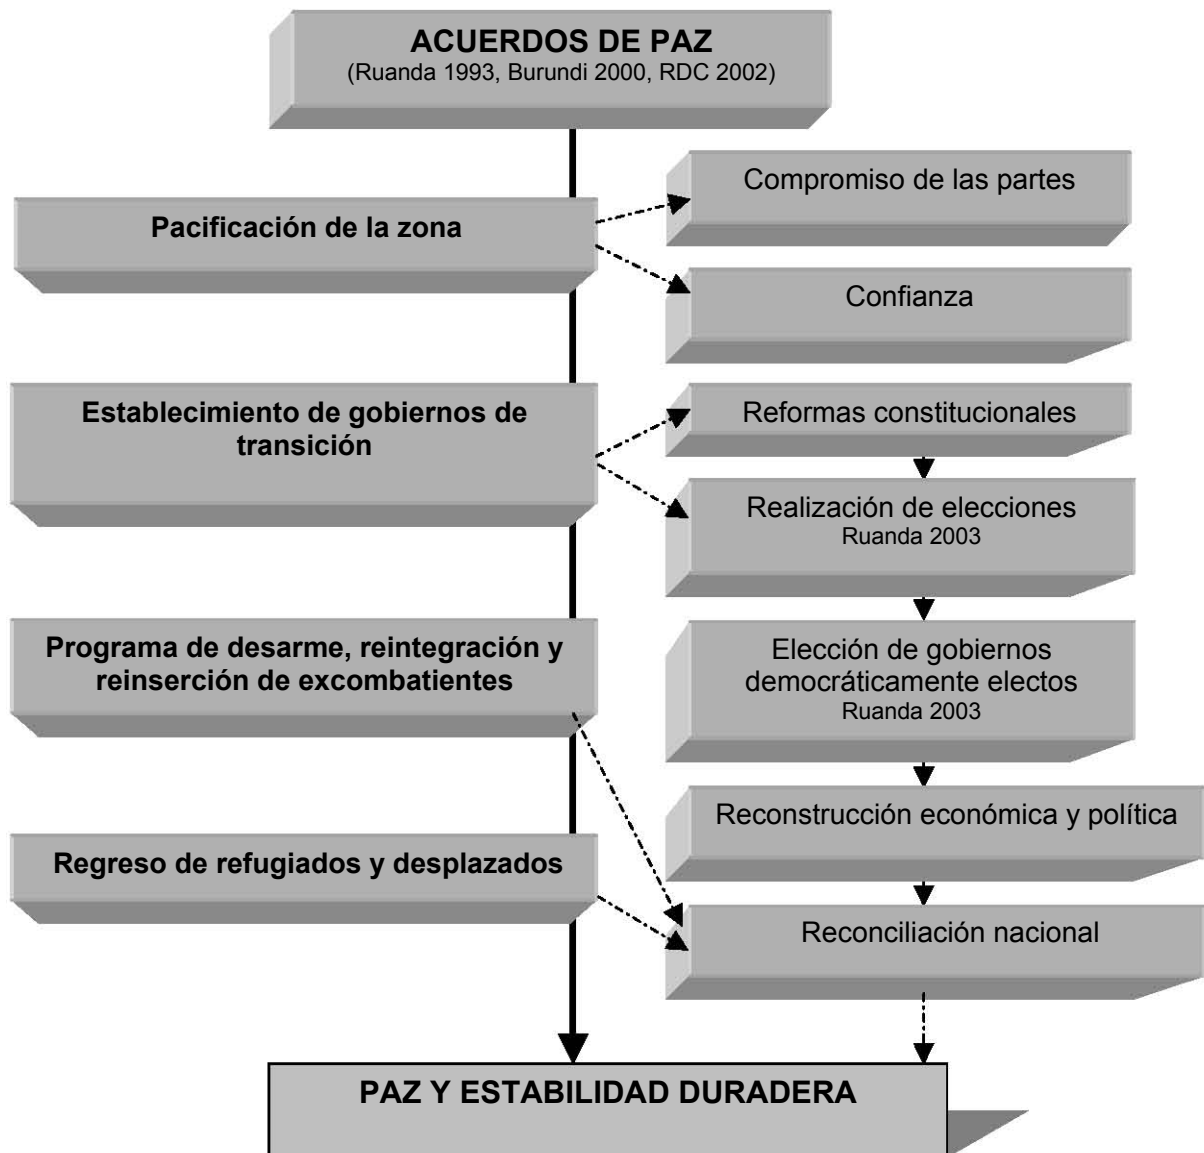 ACUERDOS DE PAZ
(Ruanda 1993, Burundi 2000, RDC 2002)
Pacificación de la zona
Compromiso de las partes
Confianza
Establecimiento de gobiernos de
transición
Reformas constitucionales
Realización de elecciones
Ruanda 2003
Programa de desarme, reintegración y
reinserción de excombatientes
Elección de gobiernos
democráticamente electos
Ruanda 2003
Reconstrucción económica y política
Regreso de refugiados y desplazados
Reconciliación nacional
PAZ Y ESTABILIDAD DURADERA